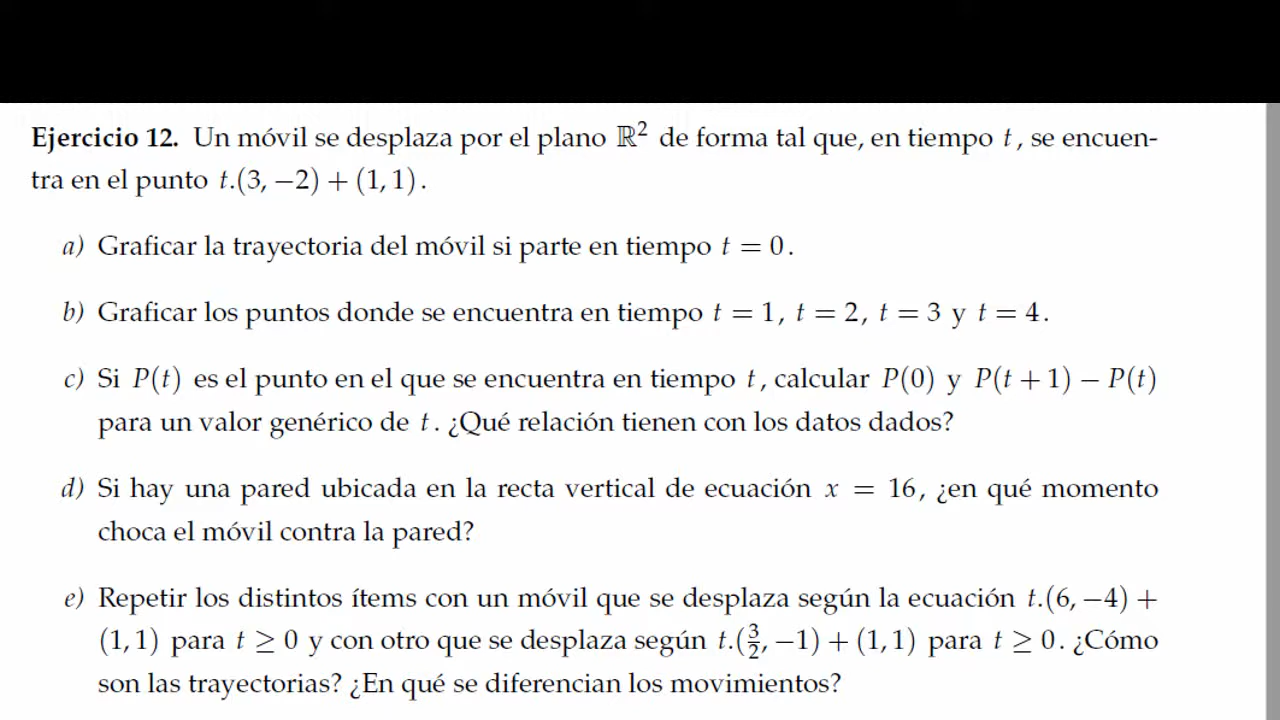 Ejercicio 12. Un móvil se desplaza por el plano ℝ² de forma tal que, en tiempo t, se encuen-
tra en el punto t.(3, −2) + (1, 1).
a) Graficar la trayectoria del móvil si parte en tiempo t = 0.
b) Graficar los puntos donde se encuentra en tiempo t = 1, t = 2, t = 3 y t = 4.
c) Si P(t) es el punto en el que se encuentra en tiempo t, calcular P(0) y P(t + 1) − P(t)
para un valor genérico de t. ¿Qué relación tienen con los datos dados?
d) Si hay una pared ubicada en la recta vertical de ecuación x = 16, ¿en qué momento
choca el móvil contra la pared?
e) Repetir los distintos ítems con un móvil que se desplaza según la ecuación t.(6, −4) +
(1, 1) para t ≥ 0 y con otro que se desplaza según t.(3/2, −1) + (1, 1) para t ≥ 0. ¿Cómo
son las trayectorias? ¿En qué se diferencian los movimientos?